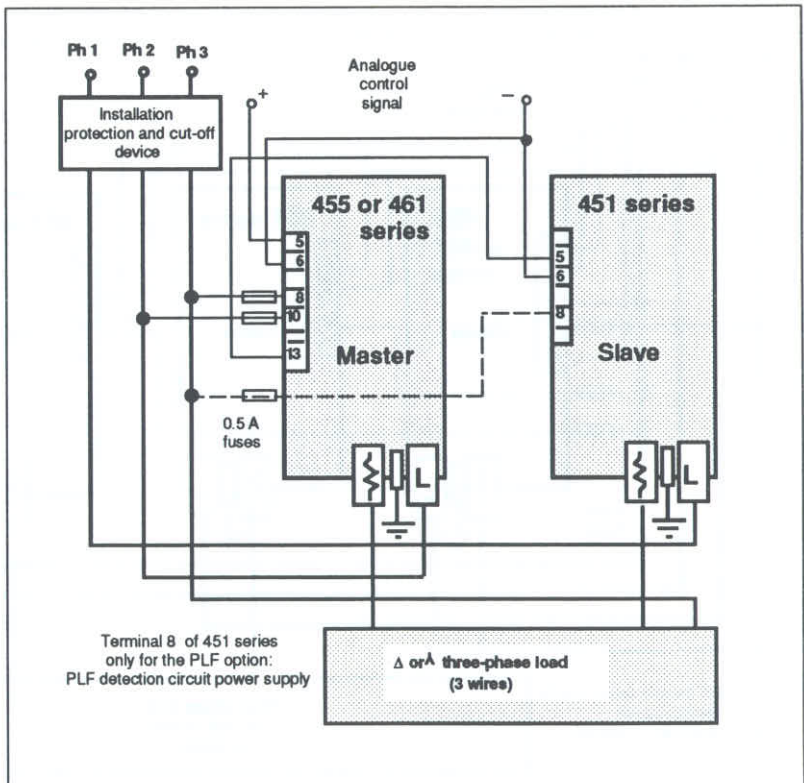 Ph 1 Ph 2 Ph 3
Installation
protection and cut-off
device
+
Analogue
control
signal
–
455 or 461
series
5
6
8
10
13
Master
451 series
5
6
8
Slave
0.5 A
fuses
L
L
Terminal 8 of 451 series
only for the PLF option:
PLF detection circuit power supply
Δ or⅄ three-phase load
(3 wires)